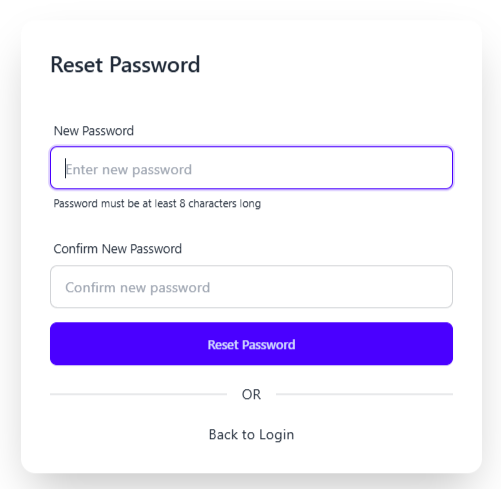 Reset Password
New Password
Enter new password
Password must be at least 8 characters long
Confirm New Password
Confirm new password
Reset Password
OR
Back to Login